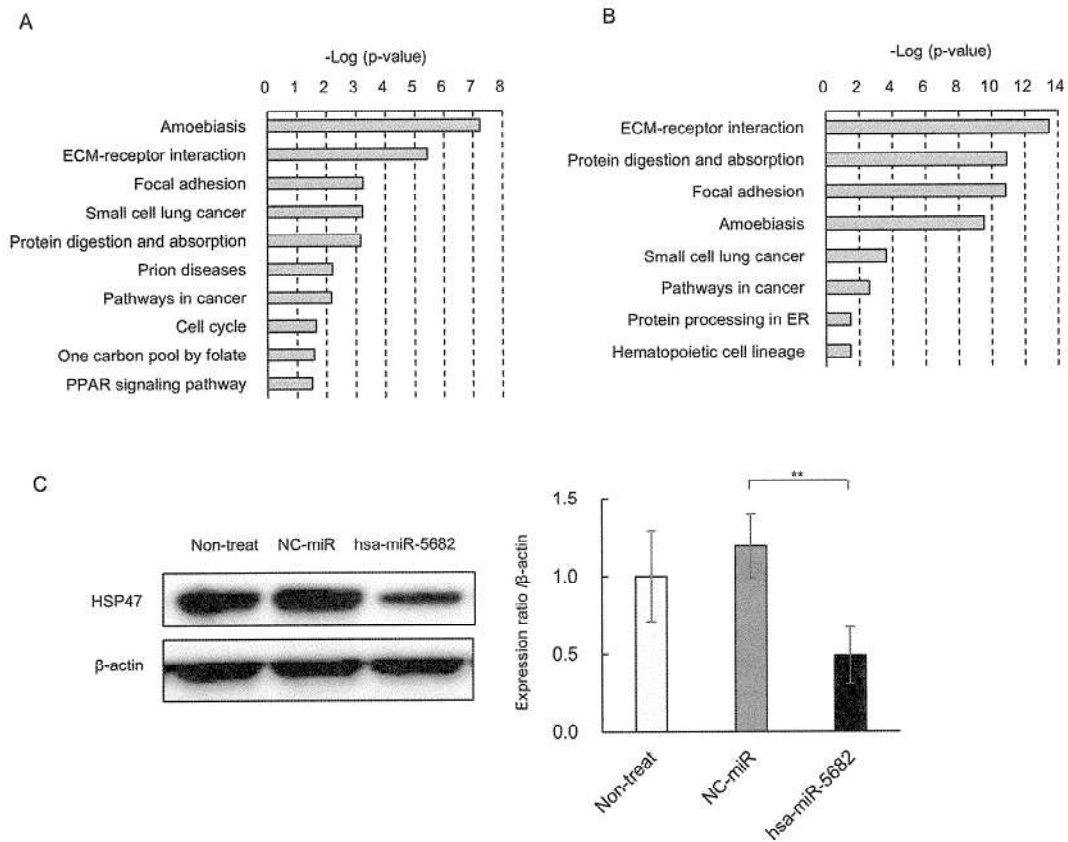 A
-Log (p-value)
0 1 2 3 4 5 6 7 8
Amoebiasis
ECM-receptor interaction
Focal adhesion
Small cell lung cancer
Protein digestion and absorption
Prion diseases
Pathways in cancer
Cell cycle
One carbon pool by folate
PPAR signaling pathway
B
-Log (p-value)
0 2 4 6 8 10 12 14
ECM-receptor interaction
Protein digestion and absorption
Focal adhesion
Amoebiasis
Small cell lung cancer
Pathways in cancer
Protein processing in ER
Hematopoietic cell lineage
C
Non-treat NC-miR hsa-miR-5682
HSP47
β-actin
Expression ratio /β-actin
1.5
1.0
0.5
0.0
**
Non-treat
NC-miR
hsa-miR-5682